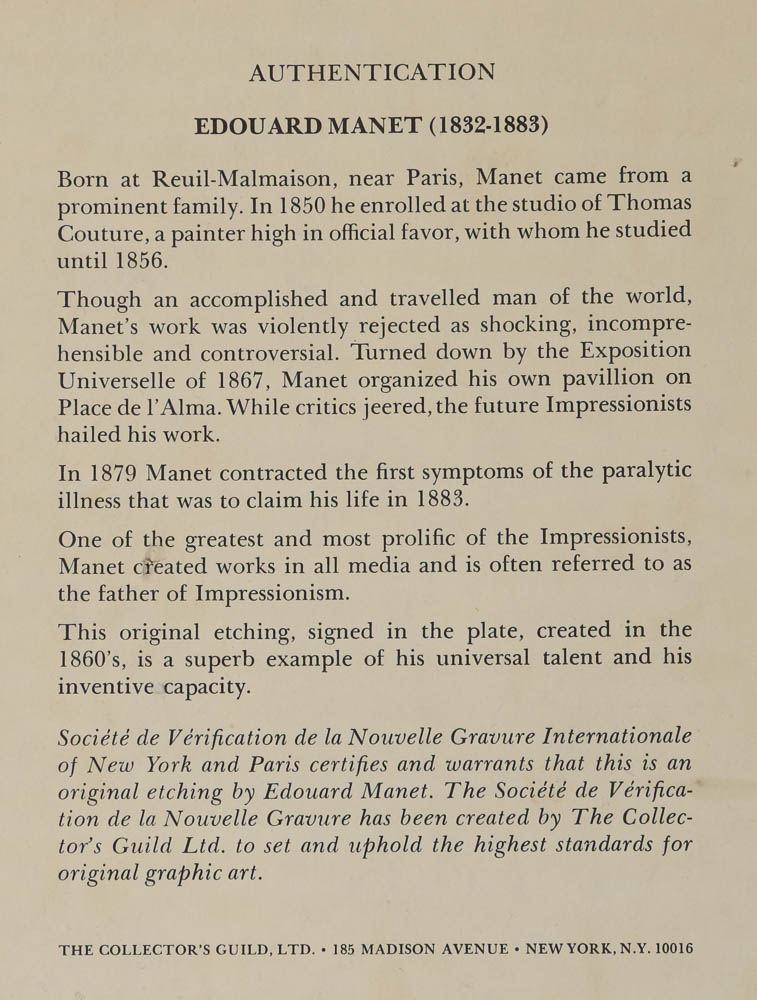 AUTHENTICATION
EDOUARD MANET (1832-1883)
Born at Reuil-Malmaison, near Paris, Manet came from a
prominent family. In 1850 he enrolled at the studio of Thomas
Couture, a painter high in official favor, with whom he studied
until 1856.
Though an accomplished and travelled man of the world,
Manet's work was violently rejected as shocking, incompre-
hensible and controversial. Turned down by the Exposition
Universelle of 1867, Manet organized his own pavillion on
Place de l'Alma. While critics jeered, the future Impressionists
hailed his work.
In 1879 Manet contracted the first symptoms of the paralytic
illness that was to claim his life in 1883.
One of the greatest and most prolific of the Impressionists,
Manet created works in all media and is often referred to as
the father of Impressionism.
This original etching, signed in the plate, created in the
1860's, is a superb example of his universal talent and his
inventive capacity.
Société de Vérification de la Nouvelle Gravure Internationale
of New York and Paris certifies and warrants that this is an
original etching by Edouard Manet. The Société de Vérifica-
tion de la Nouvelle Gravure has been created by The Collec-
tor's Guild Ltd. to set and uphold the highest standards for
original graphic art.
THE COLLECTOR'S GUILD, LTD. • 185 MADISON AVENUE • NEW YORK, N.Y. 10016